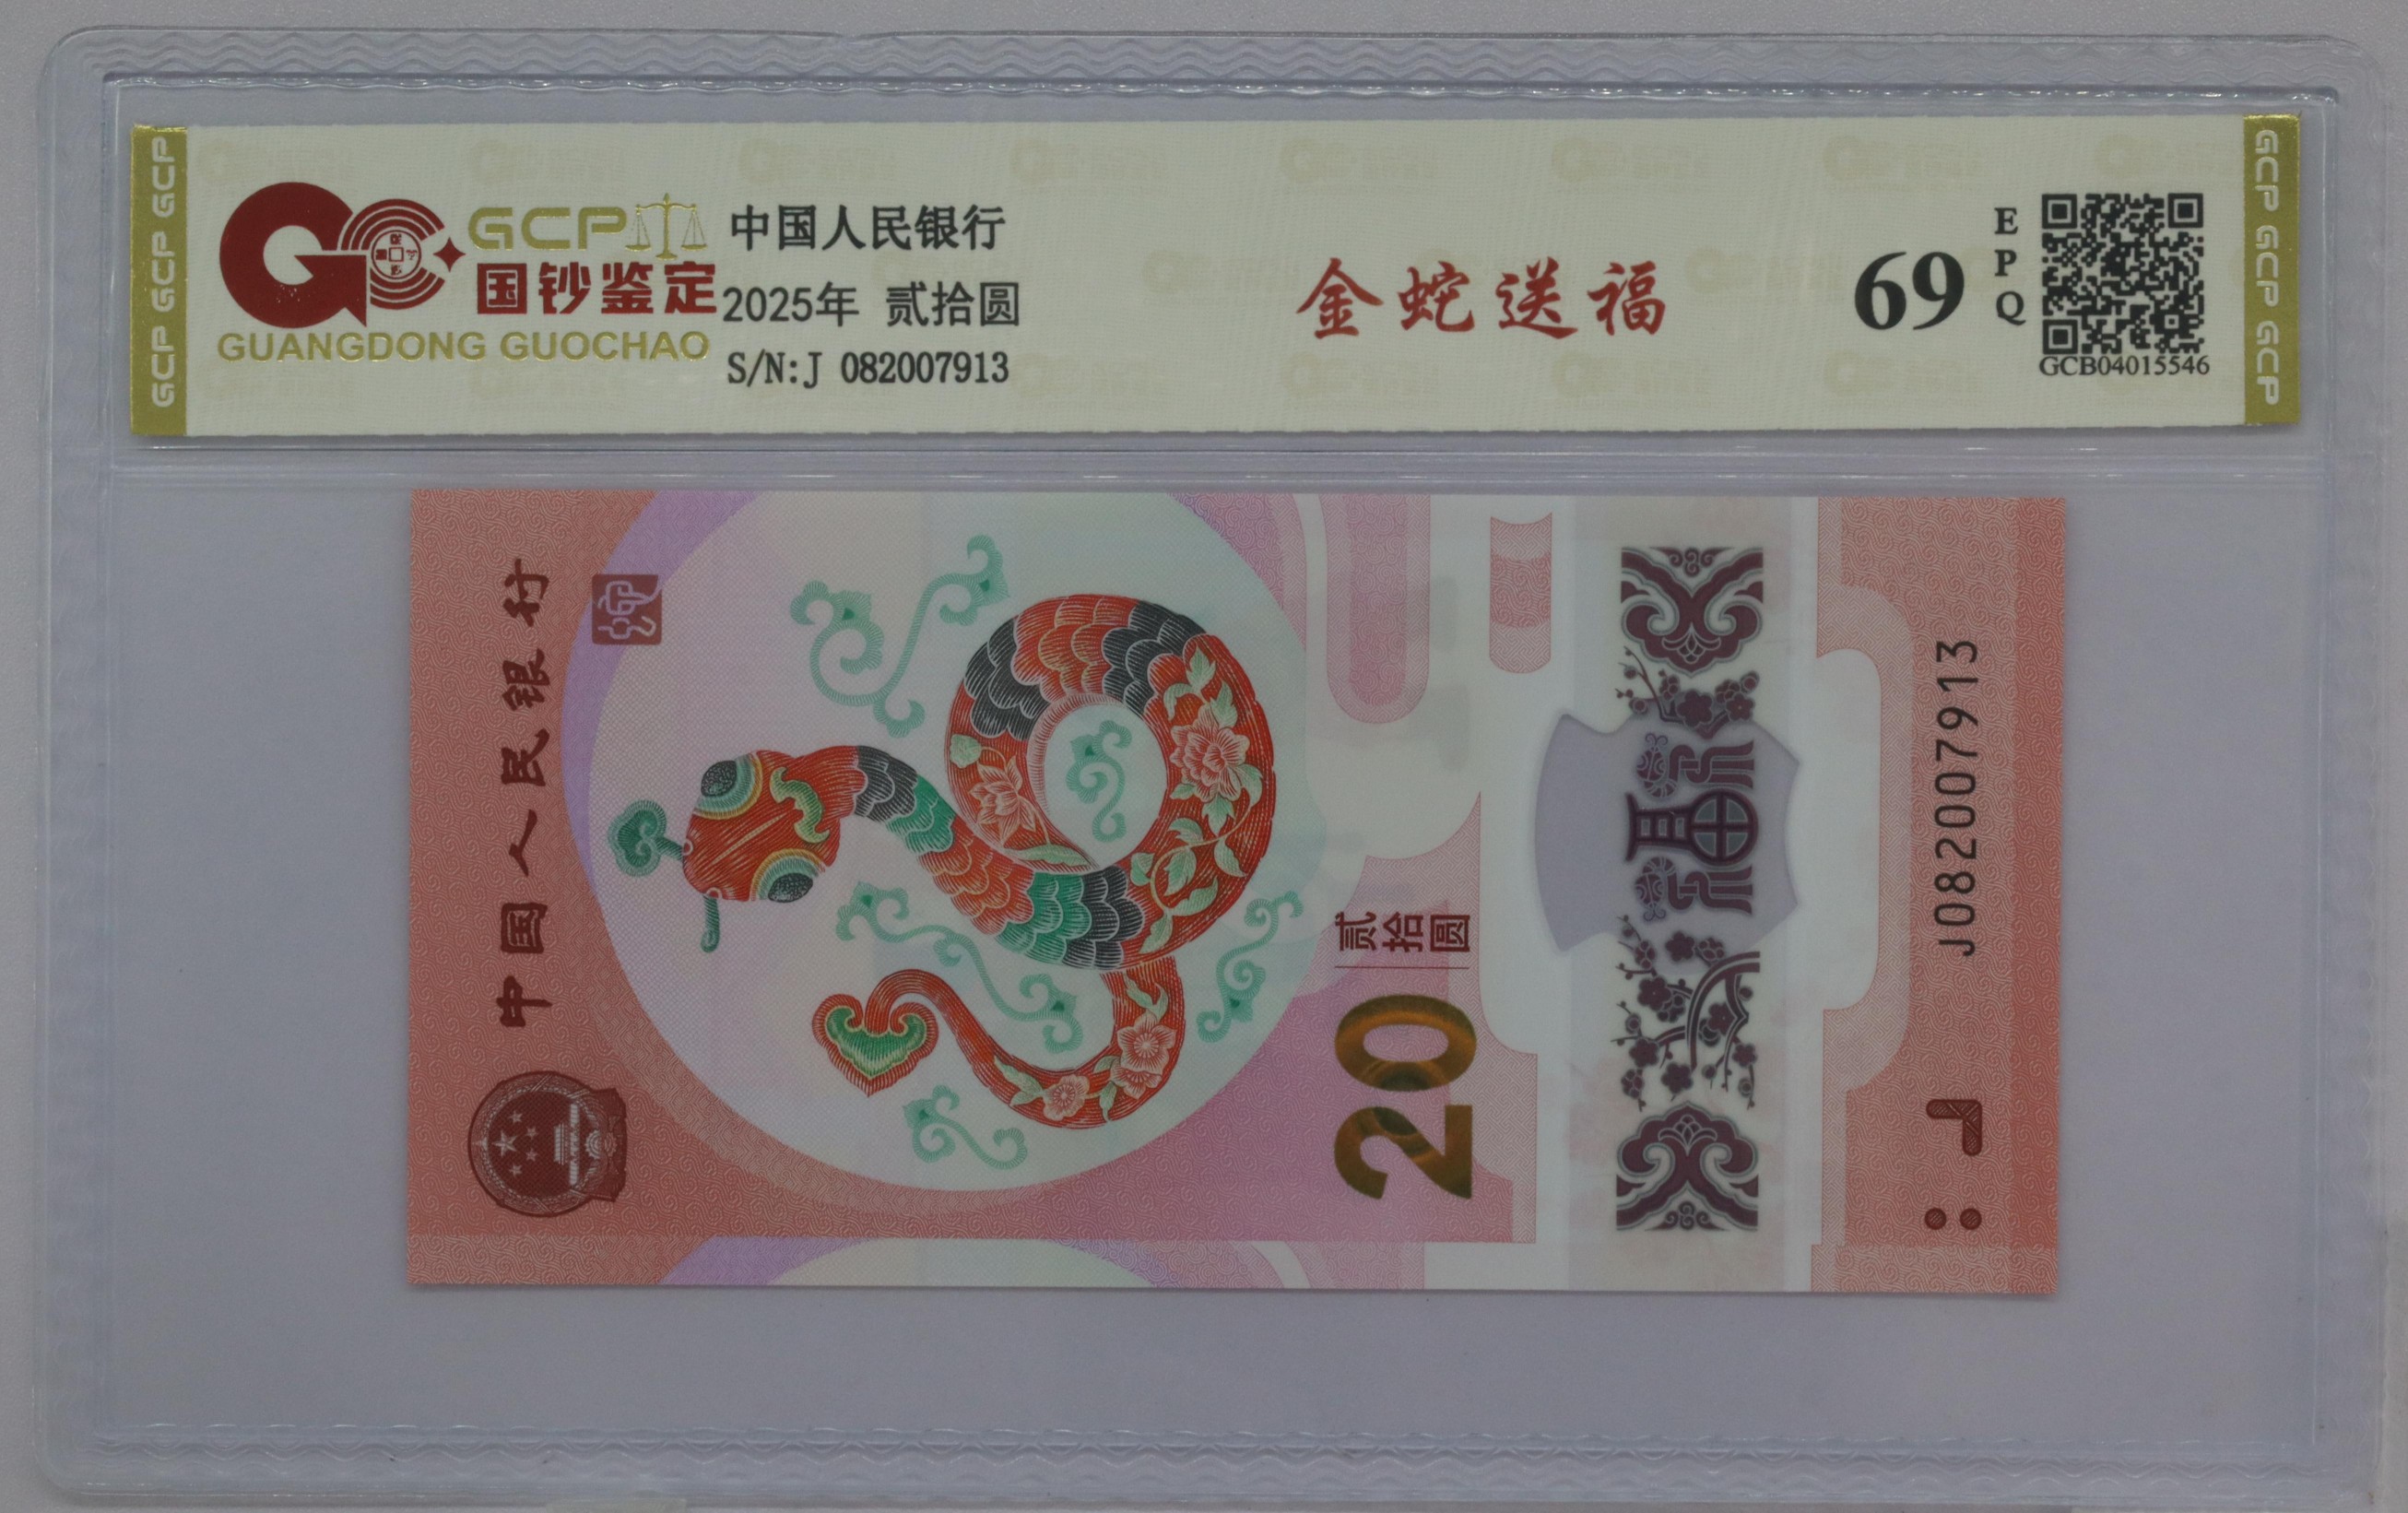 GCP GCP GCP
GCP
国钞鉴定
GUANGDONG GUOCHAO
中国人民银行
2025年 贰拾圆
S/N:J 082007913
金蛇送福
69
EPQ
GCB04015546
GCP GCP GCP
中国人民银行
贰拾圆
20
福
J082007913